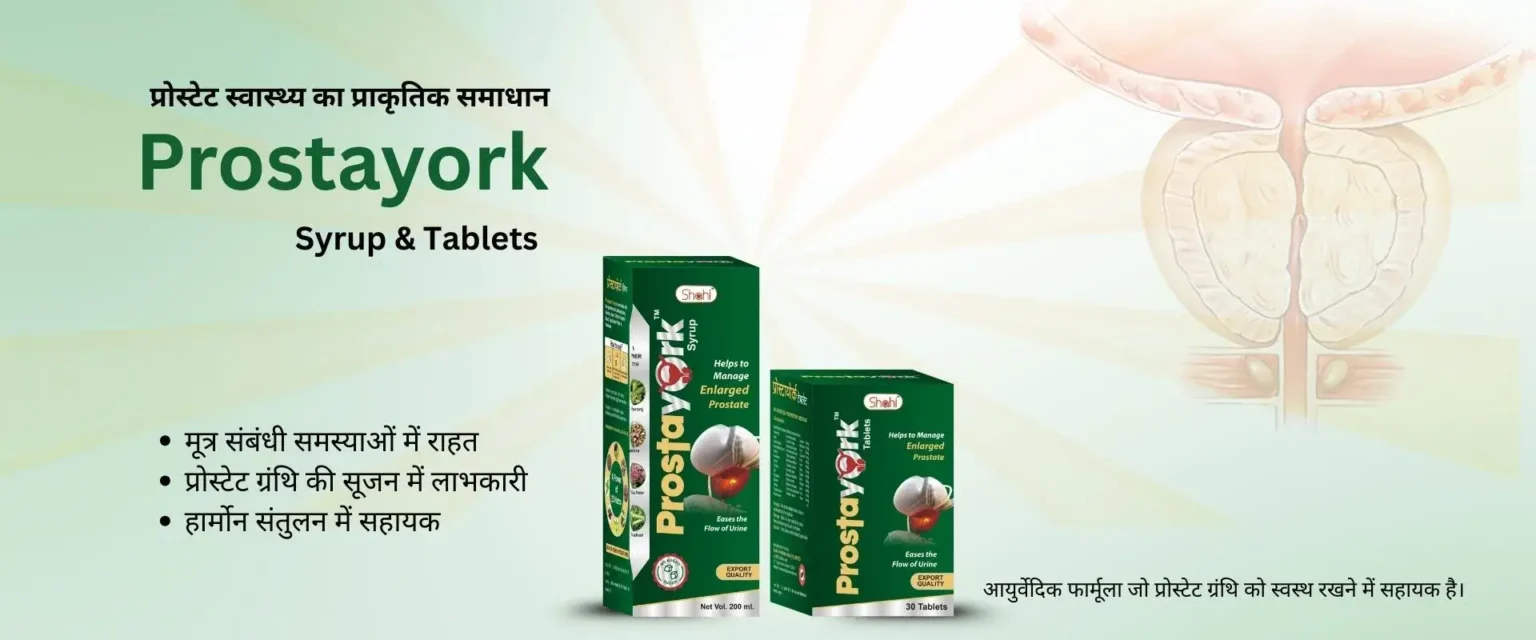 प्रोस्टेट स्वास्थ्य का प्राकृतिक समाधान
Prostayork
Syrup & Tablets
मूत्र संबंधी समस्याओं में राहत
प्रोस्टेट ग्रंथि की सूजन में लाभकारी
हार्मोन संतुलन में सहायक
Shahi
Prostayork™
Syrup
Helps to
Manage
Enlarged
Prostate
Eases the
Flow of Urine
EXPORT
QUALITY
Net Vol. 200 ml.
Shahi
Prostayork™
Tablets
Helps to Manage
Enlarged
Prostate
Eases the
Flow of Urine
EXPORT
QUALITY
30 Tablets
आयुर्वेदिक फार्मूला जो प्रोस्टेट ग्रंथि को स्वस्थ रखने में सहायक है।